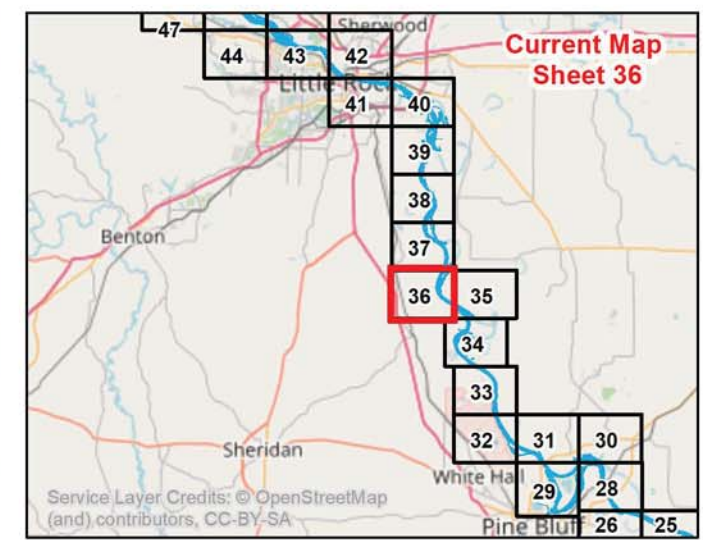 47
Sherwood
Current Map
Sheet 36
44 43 42
Little Rock
41 40
39
38
37
Benton
36 35
34
33
Sheridan
32 31 30
White Hall
29 28
Service Layer Credits: © OpenStreetMap
(and) contributors, CC-BY-SA
Pine Bluff
26 25